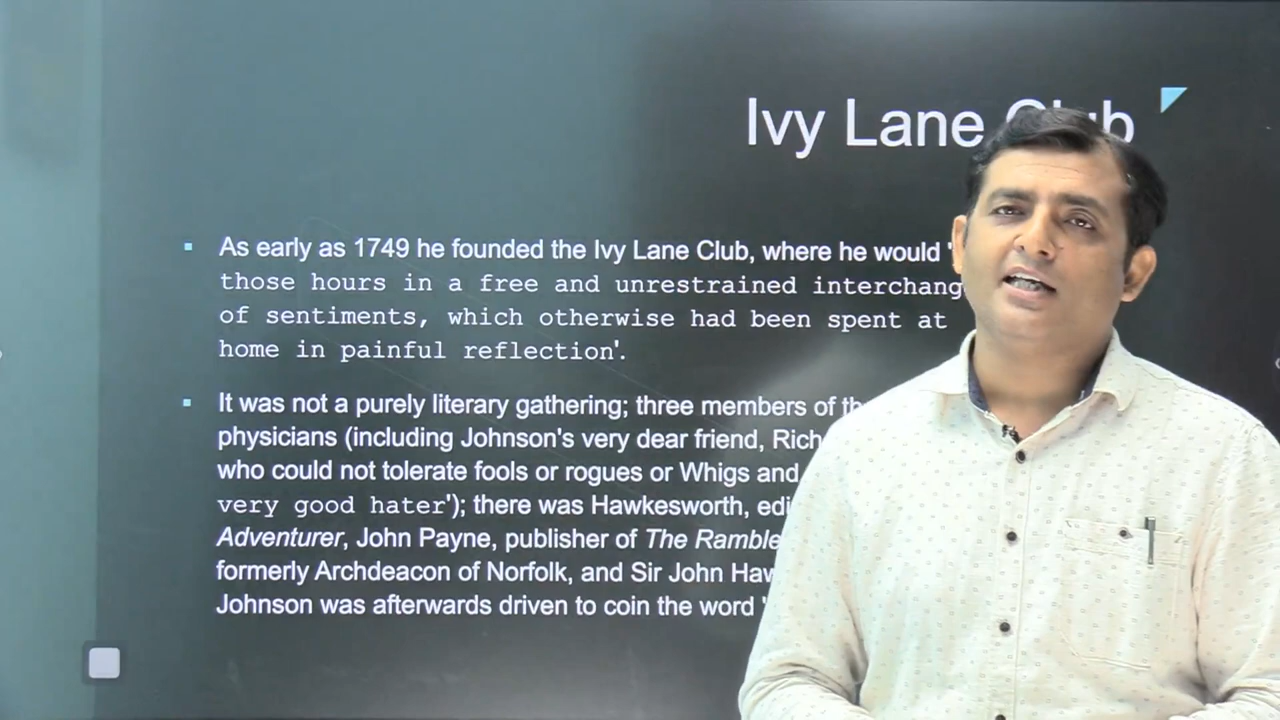 Ivy Lane Club
As early as 1749 he founded the Ivy Lane Club, where he would '
those hours in a free and unrestrained interchang
of sentiments, which otherwise had been spent at
home in painful reflection'.
It was not a purely literary gathering; three members of th
physicians (including Johnson's very dear friend, Rich
who could not tolerate fools or rogues or Whigs and
very good hater'); there was Hawkesworth, edi
Adventurer, John Payne, publisher of The Ramble
formerly Archdeacon of Norfolk, and Sir John Haw
Johnson was afterwards driven to coin the word '